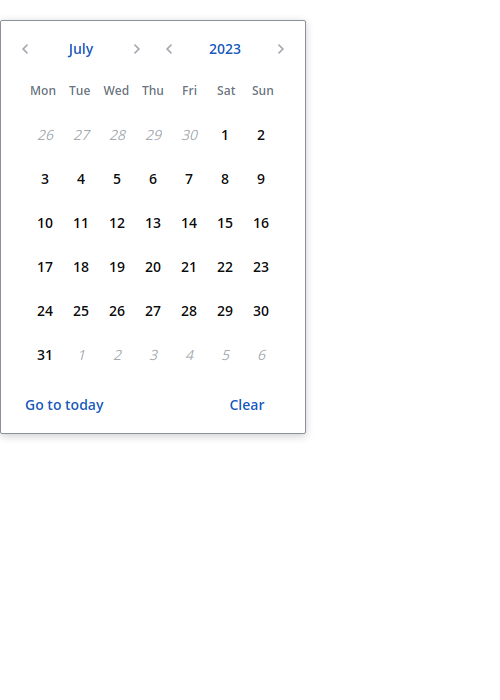 July 2023
Mon Tue Wed Thu Fri Sat Sun
26 27 28 29 30 1 2
3 4 5 6 7 8 9
10 11 12 13 14 15 16
17 18 19 20 21 22 23
24 25 26 27 28 29 30
31 1 2 3 4 5 6
Go to today Clear